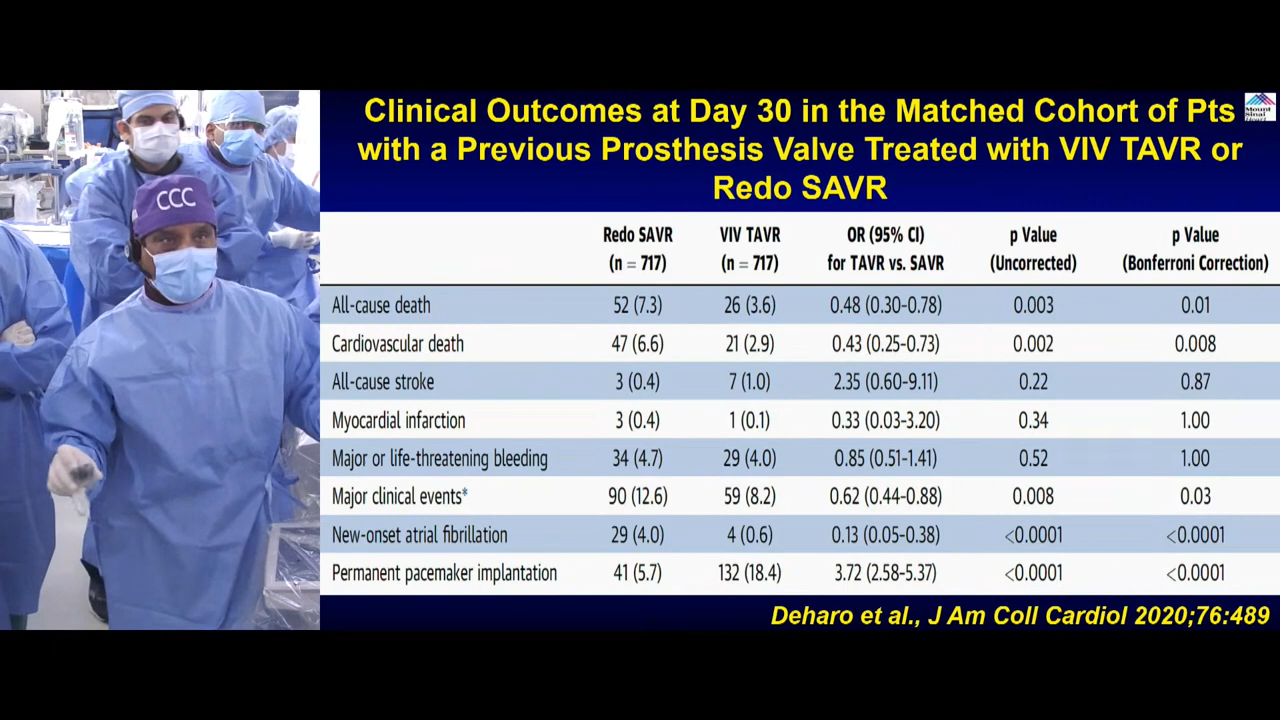 Clinical Outcomes at Day 30 in the Matched Cohort of Pts
with a Previous Prosthesis Valve Treated with VIV TAVR or
Redo SAVR
Mount
Sinai
Heart
CCC
Redo SAVR VIV TAVR OR (95% CI) p Value p Value
(n = 717) (n = 717) for TAVR vs. SAVR (Uncorrected) (Bonferroni Correction)
All-cause death 52 (7.3) 26 (3.6) 0.48 (0.30-0.78) 0.003 0.01
Cardiovascular death 47 (6.6) 21 (2.9) 0.43 (0.25-0.73) 0.002 0.008
All-cause stroke 3 (0.4) 7 (1.0) 2.35 (0.60-9.11) 0.22 0.87
Myocardial infarction 3 (0.4) 1 (0.1) 0.33 (0.03-3.20) 0.34 1.00
Major or life-threatening bleeding 34 (4.7) 29 (4.0) 0.85 (0.51-1.41) 0.52 1.00
Major clinical events* 90 (12.6) 59 (8.2) 0.62 (0.44-0.88) 0.008 0.03
New-onset atrial fibrillation 29 (4.0) 4 (0.6) 0.13 (0.05-0.38) <0.0001 <0.0001
Permanent pacemaker implantation 41 (5.7) 132 (18.4) 3.72 (2.58-5.37) <0.0001 <0.0001
Deharo et al., J Am Coll Cardiol 2020;76:489